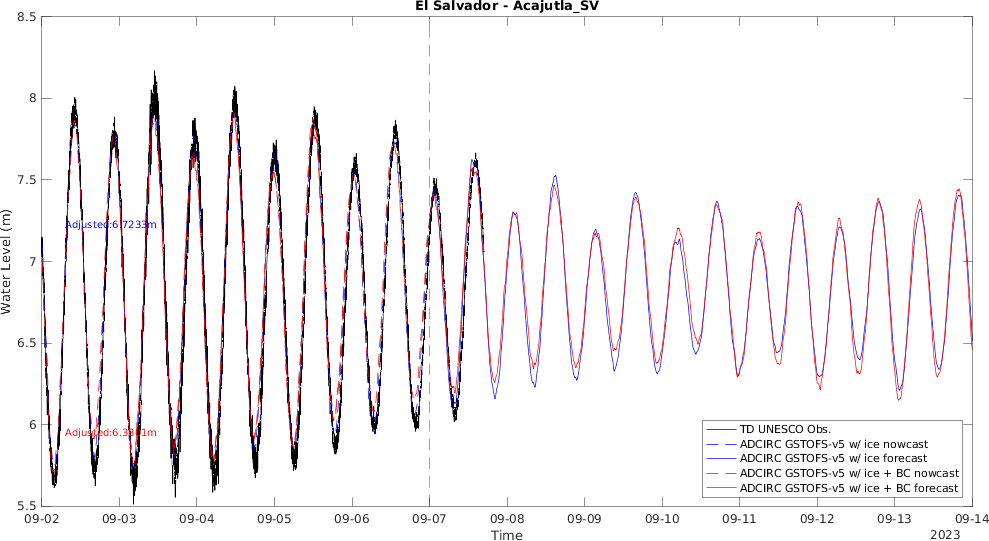 El Salvador - Acajutla_SV
8.5
8
7.5
7
6.5
6
5.5
Water Level (m)
Adjusted:6.7233m
Adjusted:6.3301m
TD UNESCO Obs.
ADCIRC GSTOFS-v5 w/ ice nowcast
ADCIRC GSTOFS-v5 w/ ice forecast
ADCIRC GSTOFS-v5 w/ ice + BC nowcast
ADCIRC GSTOFS-v5 w/ ice + BC forecast
09-02 09-03 09-04 09-05 09-06 09-07 09-08 09-09 09-10 09-11 09-12 09-13 09-14
Time
2023